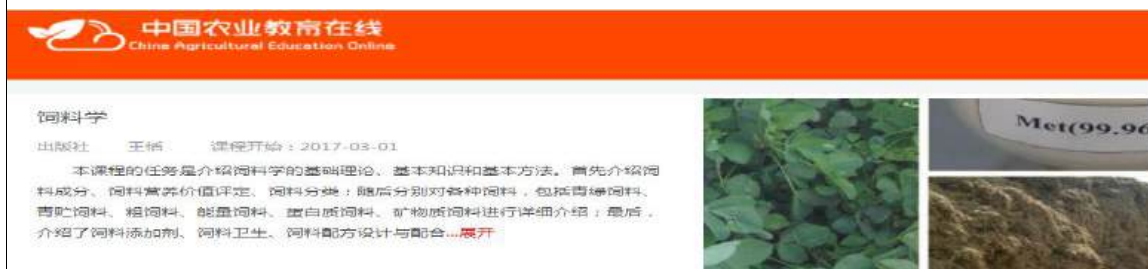 中国农业教育在线
China Agricultural Education Online
饲料学
出版社 王恬 课程开始：2017-03-01
本课程的任务是介绍饲料学的基础理论、基本知识和基本方法。首先介绍饲
料成分、饲料营养价值评定、饲料分类；随后分别对各种饲料，包括青绿饲料、
青贮饲料、粗饲料、能量饲料、蛋白质饲料、矿物质饲料进行详细介绍；最后，
介绍了饲料添加剂、饲料卫生、饲料配方设计与配合...展开
Met(99.96